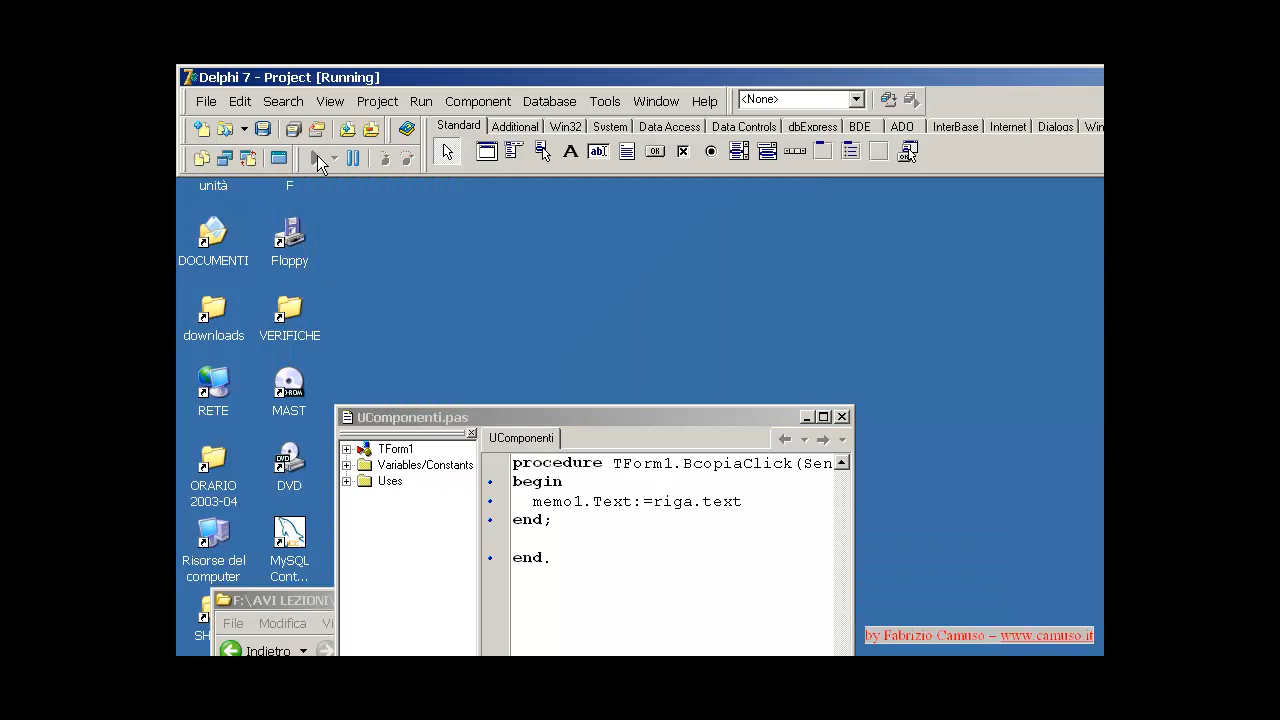 Delphi 7 - Project [Running]
File Edit Search View Project Run Component Database Tools Window Help
<None>
Standard Additional Win32 System Data Access Data Controls dbExpress BDE ADO InterBase Internet Dialogs
unità F
DOCUMENTI Floppy
downloads VERIFICHE
RETE MAST
ORARIO 2003-04 DVD
Risorse del computer MySQL Cont...
UComponenti.pas
TForm1
Variables/Constants
Uses
UComponenti
procedure TForm1.BcopiaClick(Sen
begin
memo1.Text:=riga.text
end;
end.
F:\AVI LEZIONI\
File Modifica
Indietro
by Fabrizio Camuso – www.camuso.it